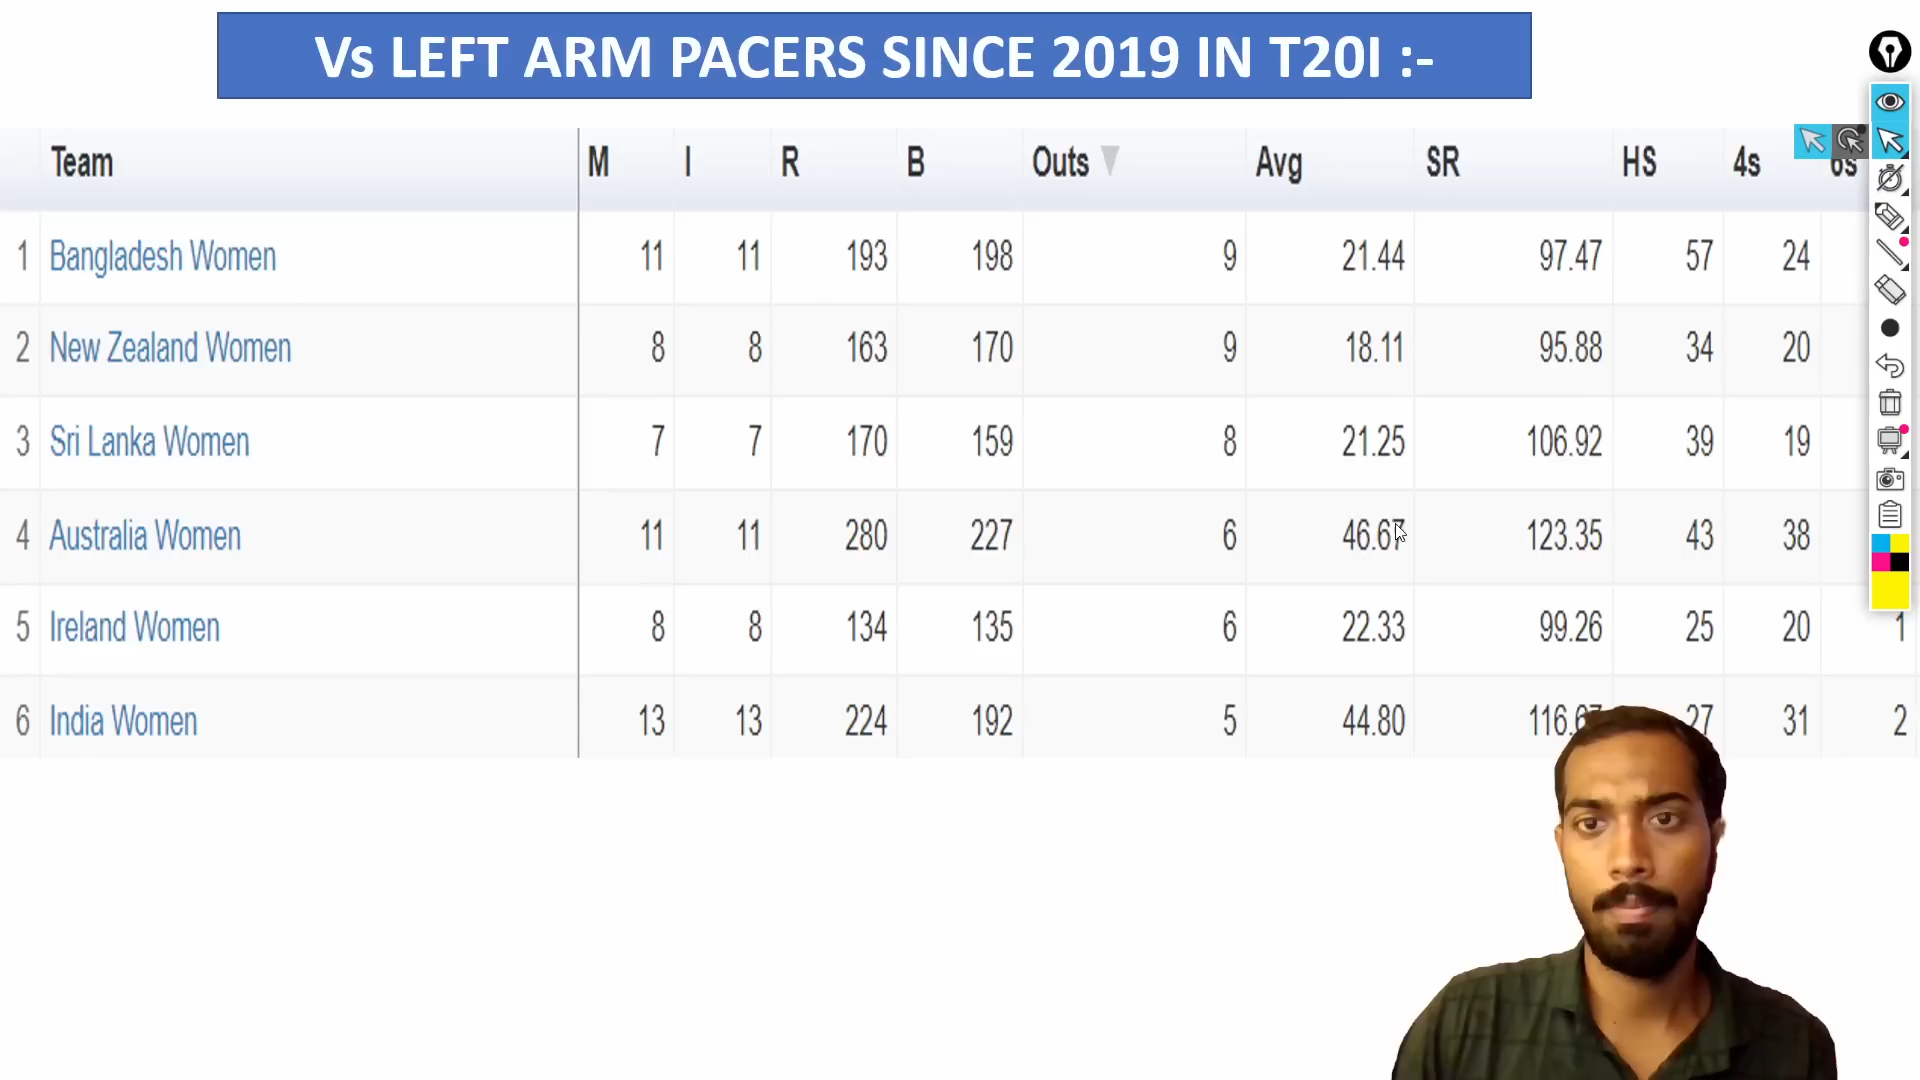 Vs LEFT ARM PACERS SINCE 2019 IN T20I :-
Team M I R B Outs Avg SR HS 4s 6s
1 Bangladesh Women 11 11 193 198 9 21.44 97.47 57 24
2 New Zealand Women 8 8 163 170 9 18.11 95.88 34 20
3 Sri Lanka Women 7 7 170 159 8 21.25 106.92 39 19
4 Australia Women 11 11 280 227 6 46.67 123.35 43 38
5 Ireland Women 8 8 134 135 6 22.33 99.26 25 20 1
6 India Women 13 13 224 192 5 44.80 27 31 2